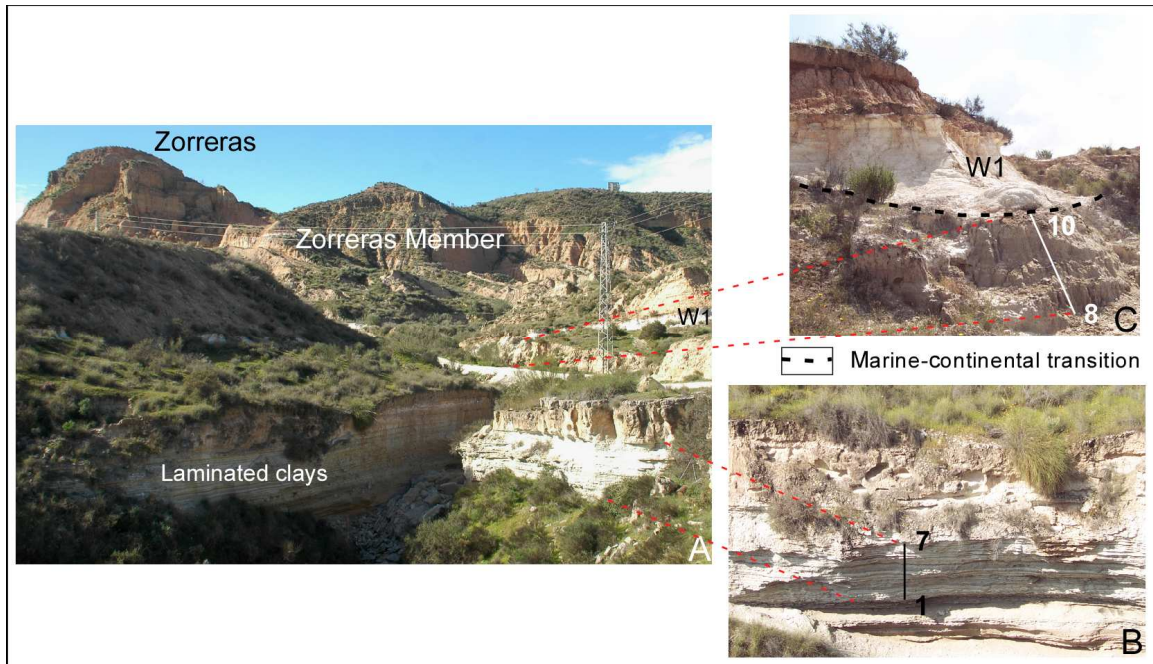 Zorreras
Zorreras Member
W1
Laminated clays
A
W1
10
8
C
Marine-continental transition
7
1
B